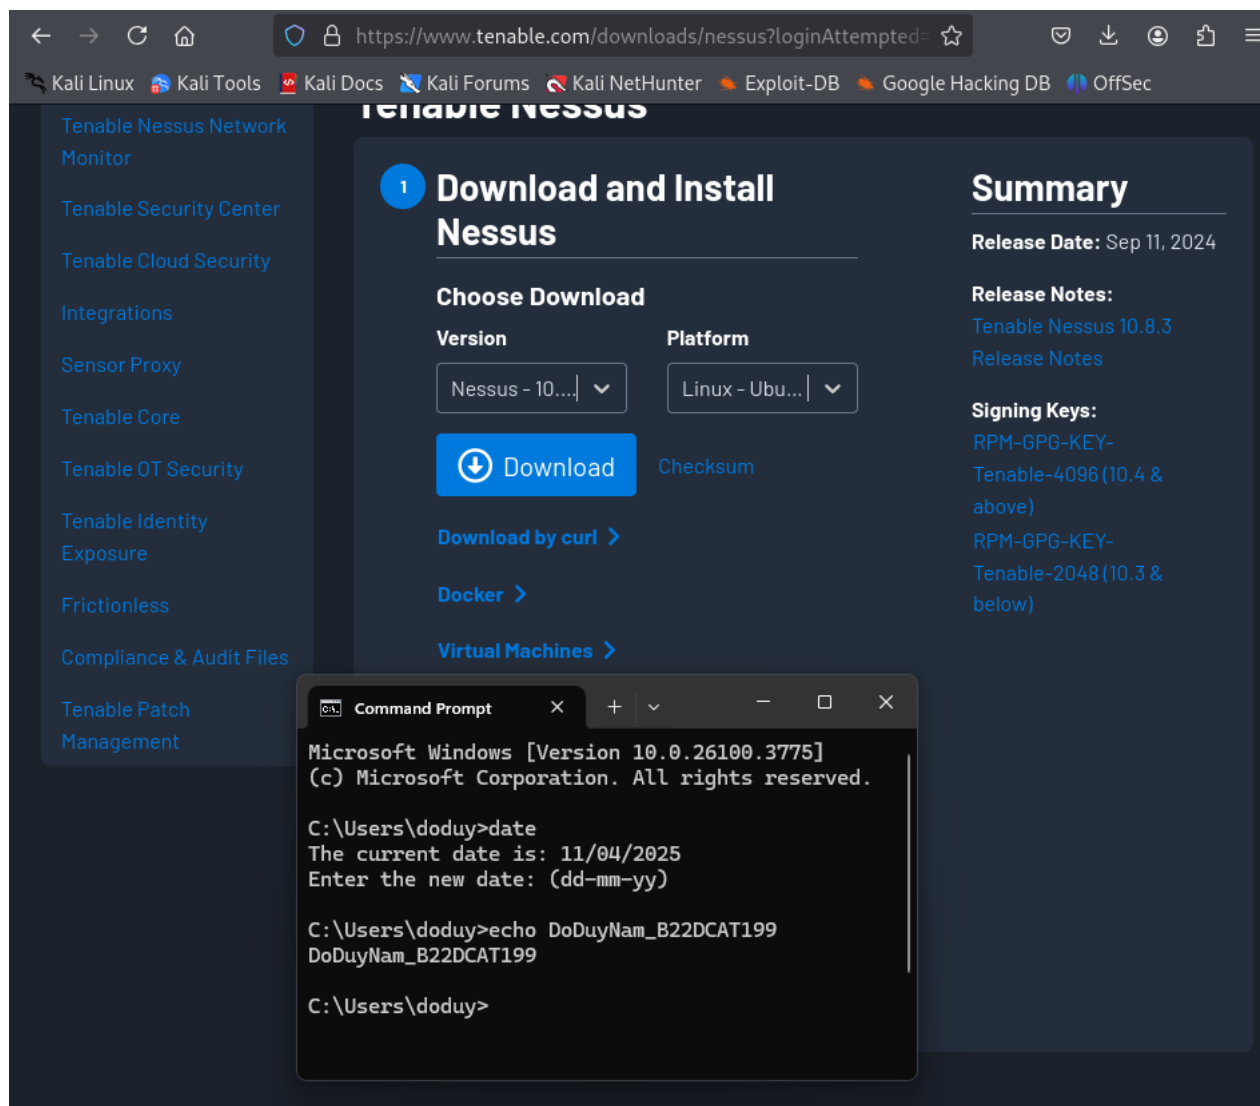 https://www.tenable.com/downloads/nessus?loginAttempted=
Kali Linux Kali Tools Kali Docs Kali Forums Kali NetHunter Exploit-DB Google Hacking DB OffSec
Tenable Nessus Network
Monitor
Tenable Security Center
Tenable Cloud Security
Integrations
Sensor Proxy
Tenable Core
Tenable OT Security
Tenable Identity
Exposure
Frictionless
Compliance & Audit Files
Tenable Patch
Management
Tenable Nessus
1
Download and Install
Nessus
Choose Download
Version Platform
Nessus - 10.... Linux - Ubu...
Download Checksum
Download by curl
Docker
Virtual Machines
Summary
Release Date: Sep 11, 2024
Release Notes:
Tenable Nessus 10.8.3
Release Notes
Signing Keys:
RPM-GPG-KEY-
Tenable-4096 (10.4 &
above)
RPM-GPG-KEY-
Tenable-2048 (10.3 &
below)
Command Prompt
Microsoft Windows [Version 10.0.26100.3775]
(c) Microsoft Corporation. All rights reserved.
C:\Users\doduy>date
The current date is: 11/04/2025
Enter the new date: (dd-mm-yy)
C:\Users\doduy>echo DoDuyNam_B22DCAT199
DoDuyNam_B22DCAT199
C:\Users\doduy>